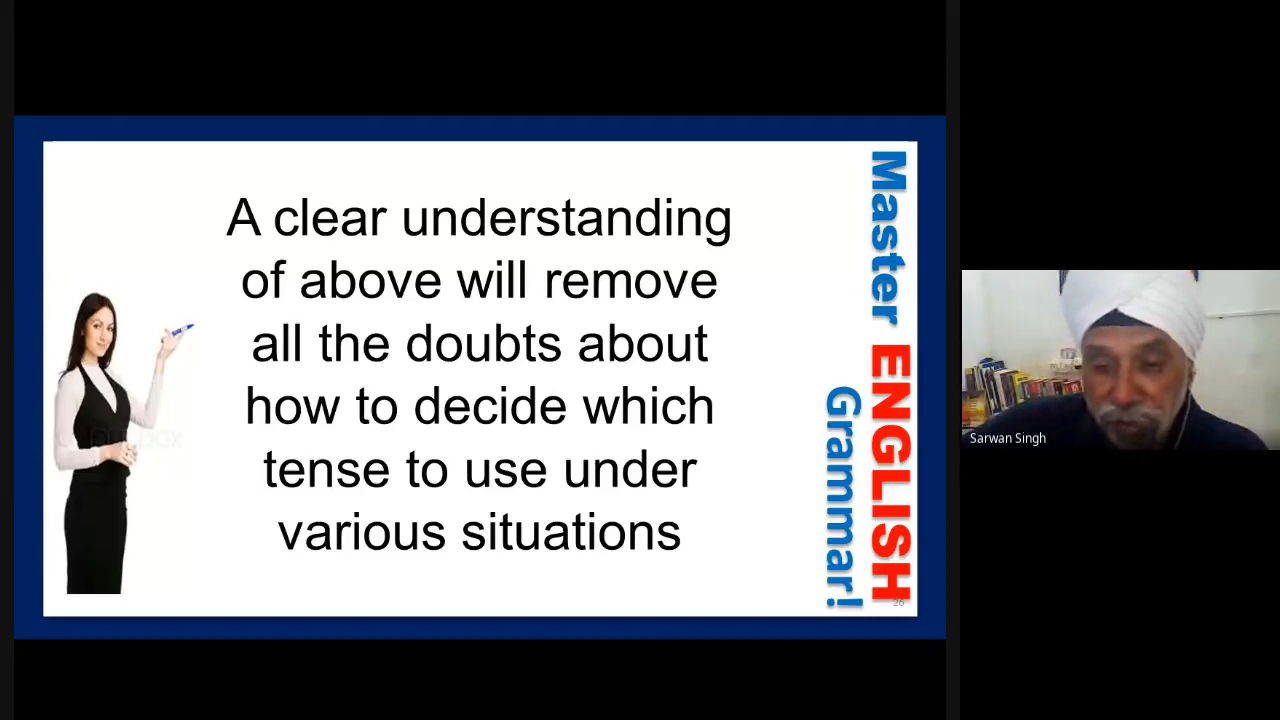 A clear understanding
of above will remove
all the doubts about
how to decide which
tense to use under
various situations
Master ENGLISH
Grammar!
26
Sarwan Singh